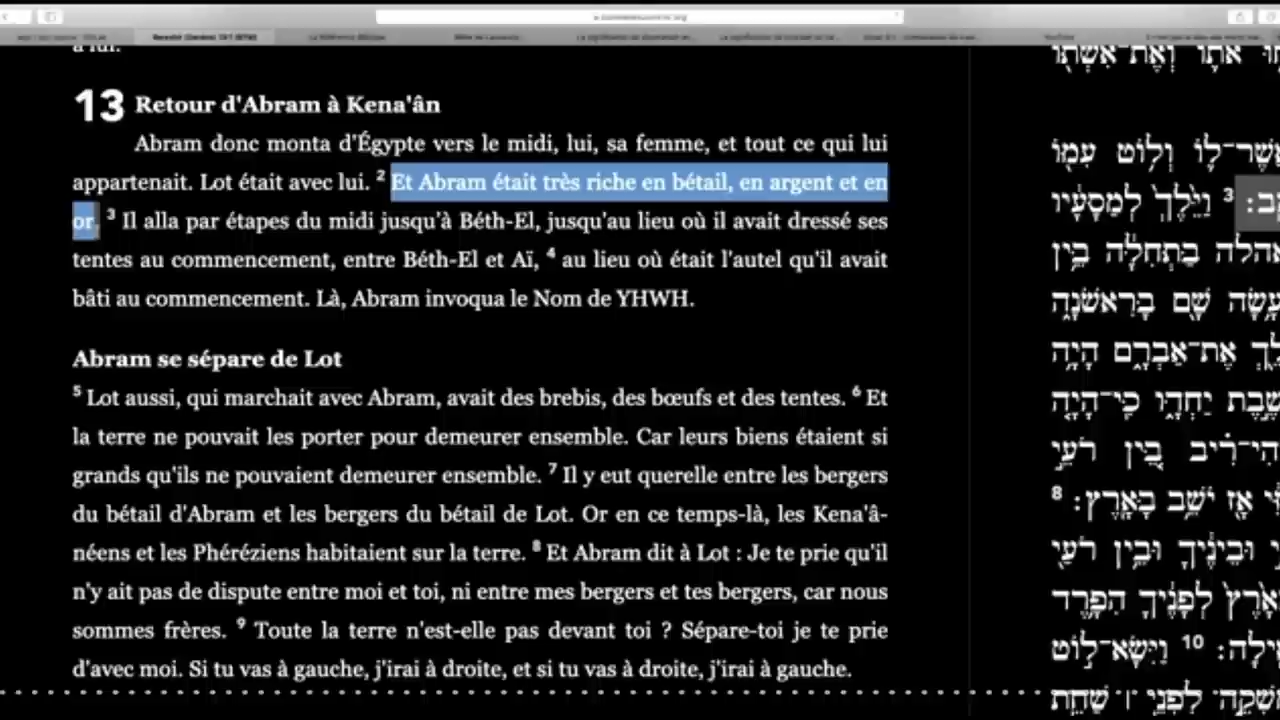 à lui.
13 Retour d'Abram à Kena'ân
Abram donc monta d'Égypte vers le midi, lui, sa femme, et tout ce qui lui
appartenait. Lot était avec lui. 2 Et Abram était très riche en bétail, en argent et en
or. 3 Il alla par étapes du midi jusqu'à Béth-El, jusqu'au lieu où il avait dressé ses
tentes au commencement, entre Béth-El et Aï, 4 au lieu où était l'autel qu'il avait
bâti au commencement. Là, Abram invoqua le Nom de YHWH.
Abram se sépare de Lot
5 Lot aussi, qui marchait avec Abram, avait des brebis, des bœufs et des tentes. 6 Et
la terre ne pouvait les porter pour demeurer ensemble. Car leurs biens étaient si
grands qu'ils ne pouvaient demeurer ensemble. 7 Il y eut querelle entre les bergers
du bétail d'Abram et les bergers du bétail de Lot. Or en ce temps-là, les Kena'â-
néens et les Phéréziens habitaient sur la terre. 8 Et Abram dit à Lot : Je te prie qu'il
n'y ait pas de dispute entre moi et toi, ni entre mes bergers et tes bergers, car nous
sommes frères. 9 Toute la terre n'est-elle pas devant toi ? Sépare-toi je te prie
d'avec moi. Si tu vas à gauche, j'irai à droite, et si tu vas à droite, j'irai à gauche.
אֹת֛וֹ וְאֶת־אִשְׁתּ֖וֹ
אֲשֶׁר־ל֛וֹ וְל֥וֹט עִמּ֖וֹ
3 וַיֵּ֙לֶךְ֙ לְמַסָּעָ֔יו
אׇהֳלֹה֙ בַּתְּחִלָּ֔ה בֵּ֥ין
עָ֥שָׂה שָׁ֖ם בָּרִאשֹׁנָ֑ה
אֶת־אַבְרָ֑ם הָיָ֥ה
לָשֶׁ֣בֶת יַחְדָּ֑ו כִּֽי־הָיָ֤ה
וַֽיְהִי־רִ֗יב בֵּ֚ין רֹעֵ֣י
אָ֖ז יֹשֵׁ֥ב בָּאָֽרֶץ׃ 8
וּבֵינֶ֔יךָ וּבֵ֥ין רֹעַ֖י
הָאָ֙רֶץ֙ לְפָנֶ֔יךָ הִפָּ֥רֶד
10 וַיִּשָּׂא־ל֣וֹט
מַשְׁקֶ֑ה לִפְנֵ֣י ׀ שַׁחֵ֣ת